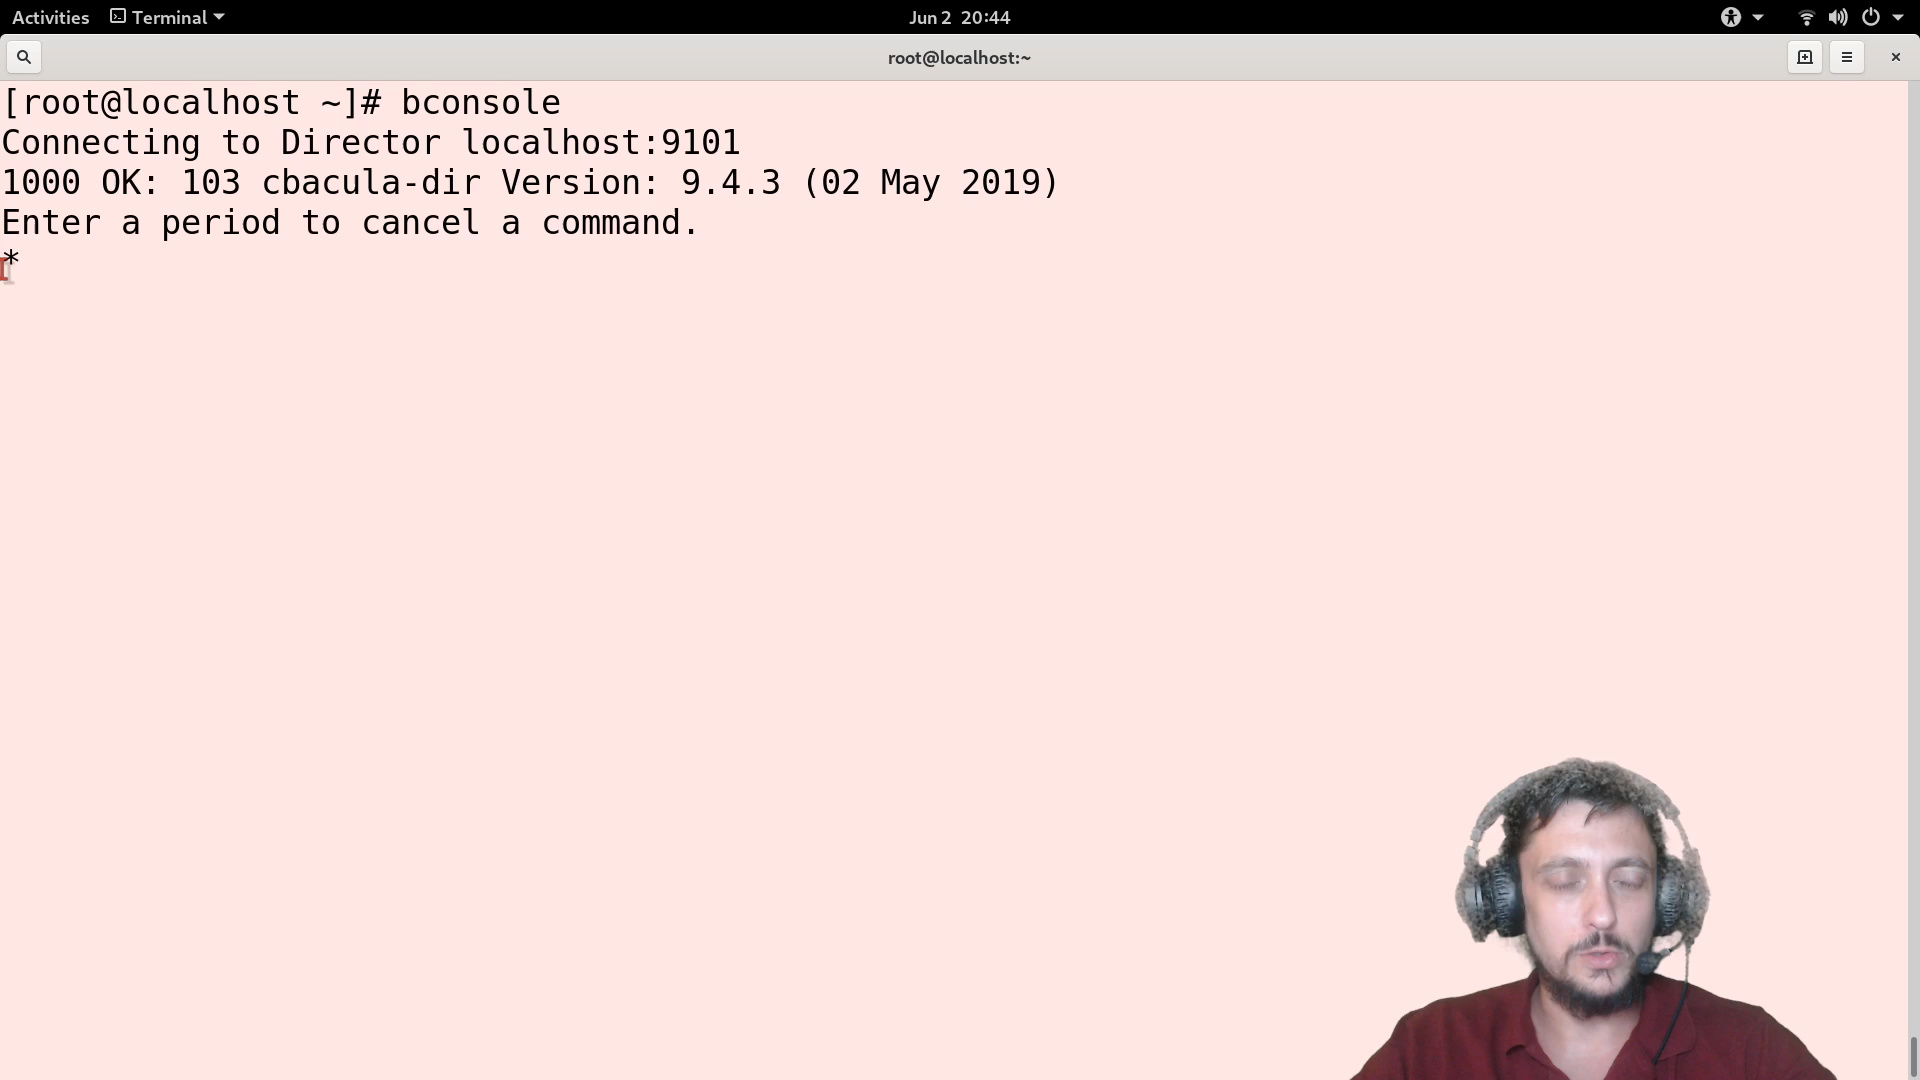 Activities Terminal Jun 2 20:44
root@localhost:~
[root@localhost ~]# bconsole
Connecting to Director localhost:9101
1000 OK: 103 cbacula-dir Version: 9.4.3 (02 May 2019)
Enter a period to cancel a command.
*